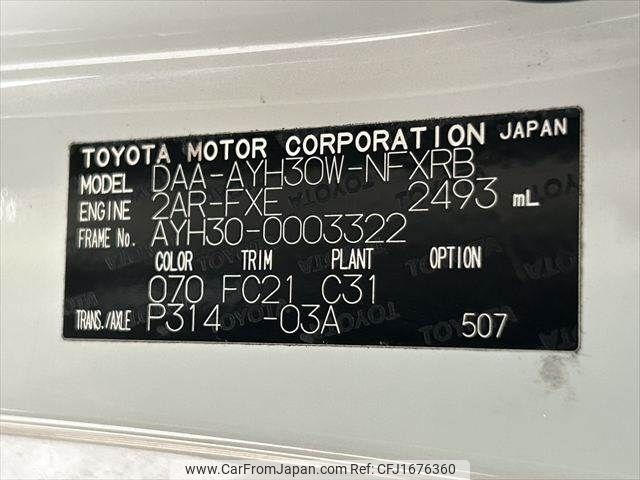 TOYOTA MOTOR CORPORATION JAPAN
MODEL DAA-AYH30W-NFXRB
ENGINE 2AR-FXE 2493 mL
FRAME No. AYH30-0003322
COLOR TRIM PLANT OPTION
070 FC21 C31
TRANS./AXLE P314 -03A 507
www.CarFromJapan.com - ID CFJ1676360